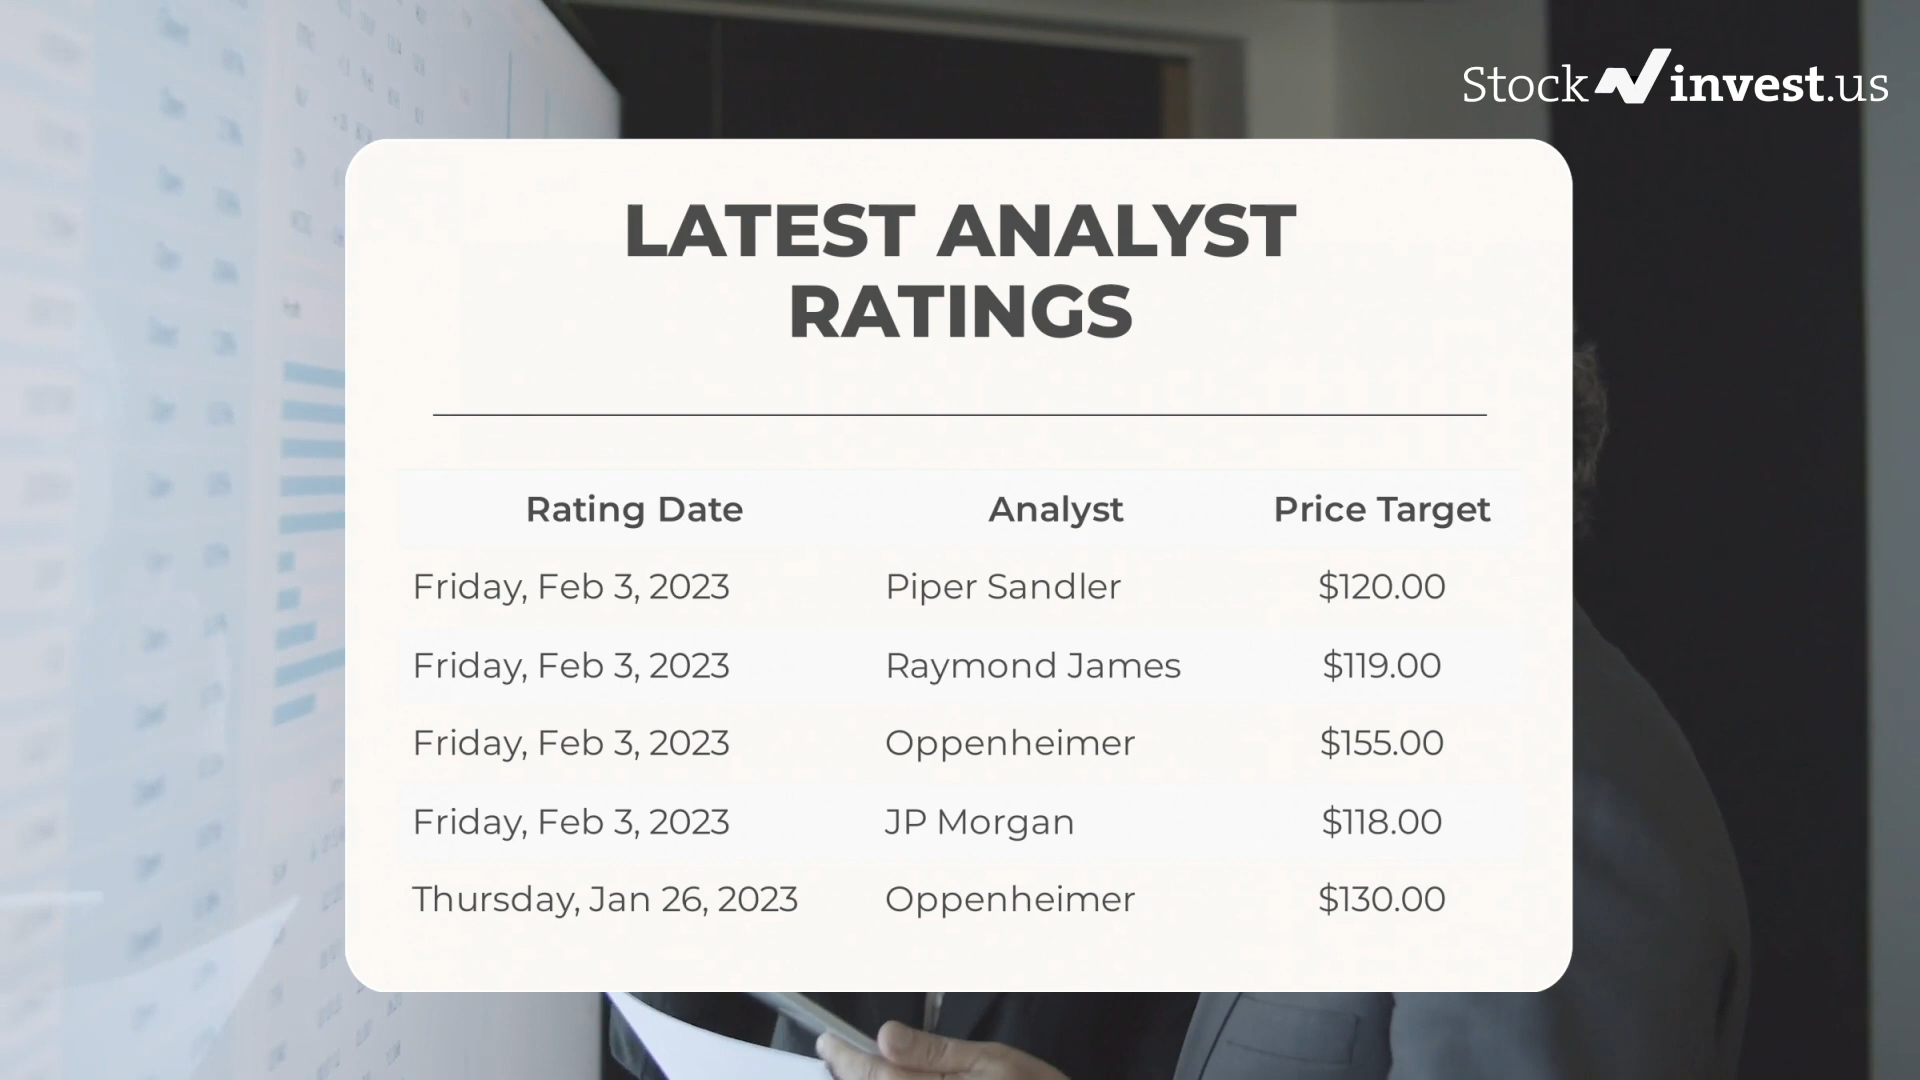 Stock invest.us
LATEST ANALYST
RATINGS
Rating Date Analyst Price Target
Friday, Feb 3, 2023 Piper Sandler $120.00
Friday, Feb 3, 2023 Raymond James $119.00
Friday, Feb 3, 2023 Oppenheimer $155.00
Friday, Feb 3, 2023 JP Morgan $118.00
Thursday, Jan 26, 2023 Oppenheimer $130.00